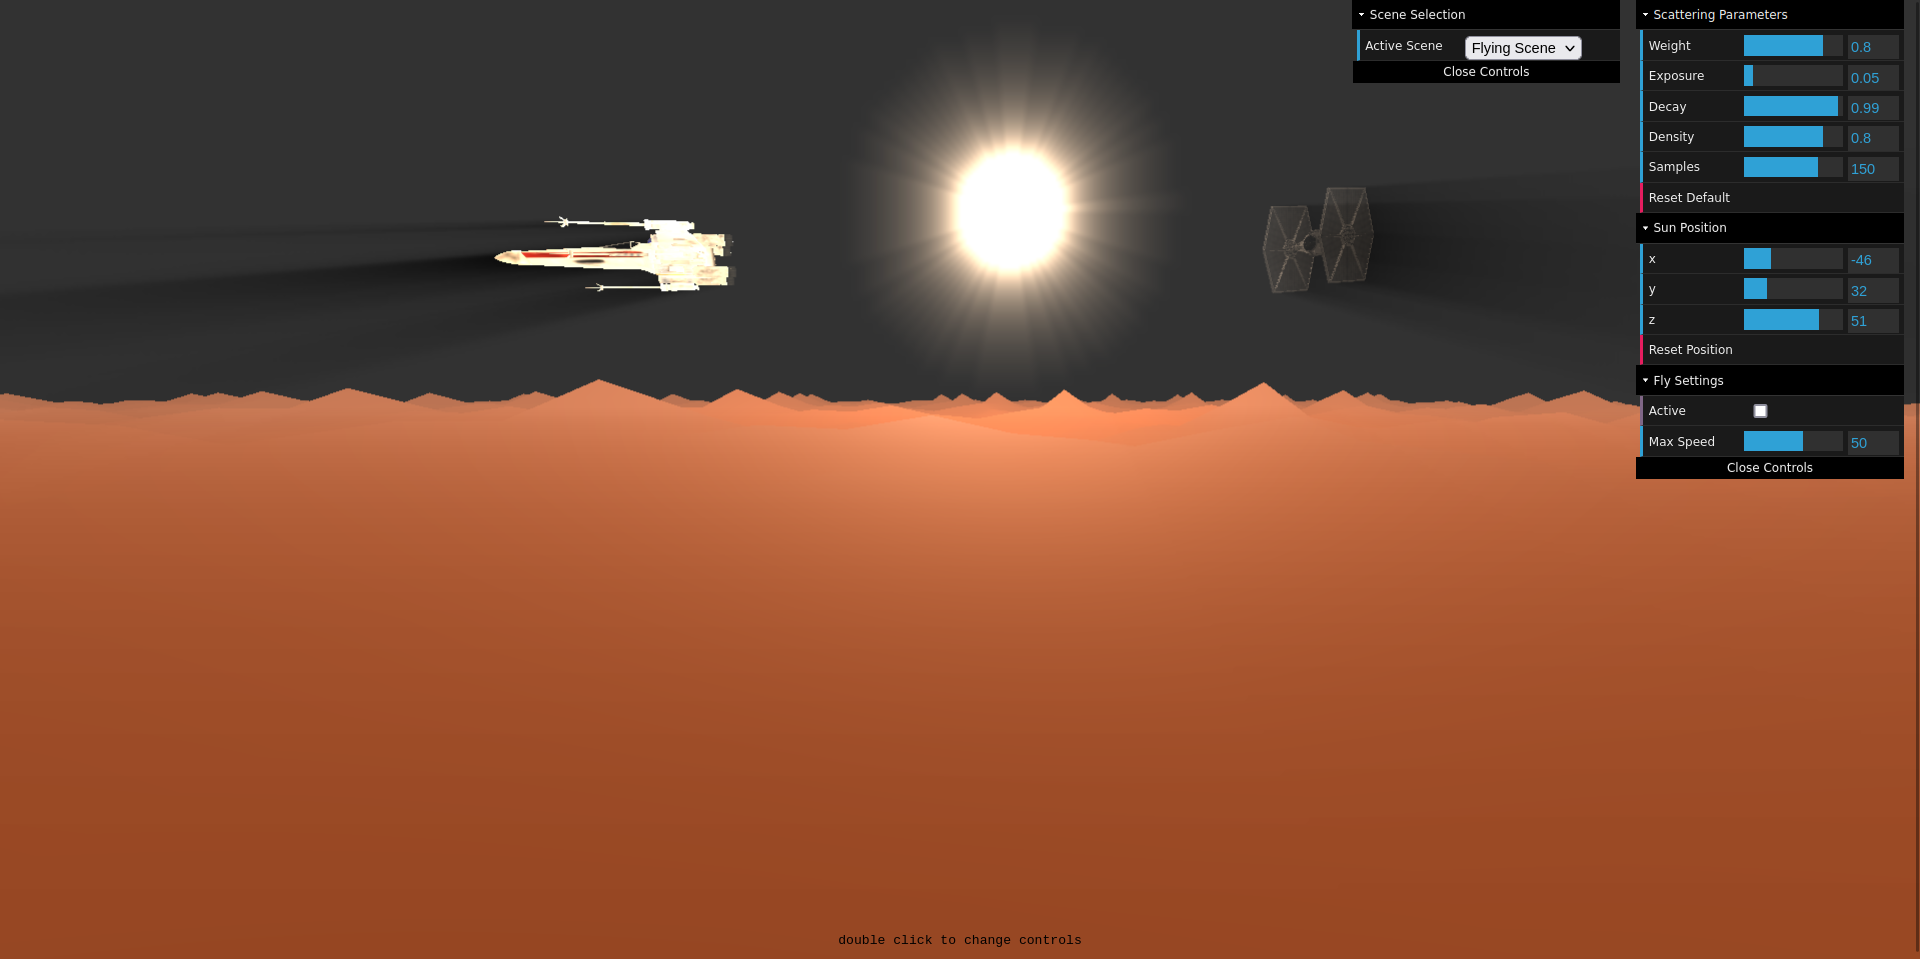 Scene Selection
Active Scene Flying Scene
Close Controls
Scattering Parameters
Weight 0.8
Exposure 0.05
Decay 0.99
Density 0.8
Samples 150
Reset Default
Sun Position
x -46
y 32
z 51
Reset Position
Fly Settings
Active
Max Speed 50
Close Controls
double click to change controls